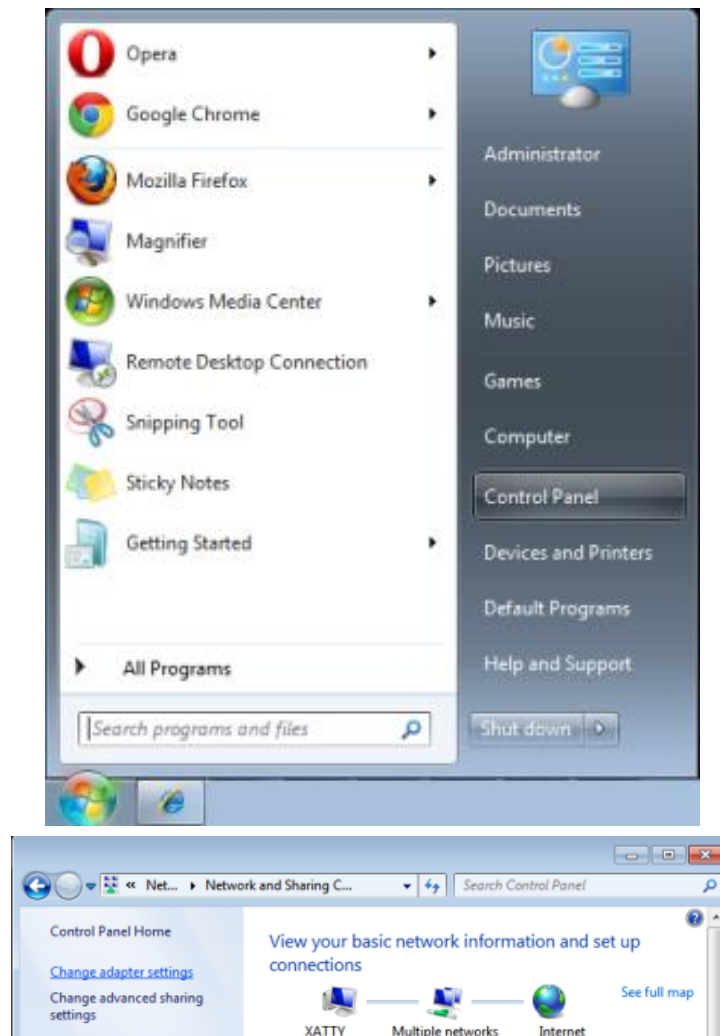 Opera
Google Chrome
Mozilla Firefox
Magnifier
Windows Media Center
Remote Desktop Connection
Snipping Tool
Sticky Notes
Getting Started
All Programs
Search programs and files
Administrator
Documents
Pictures
Music
Games
Computer
Control Panel
Devices and Printers
Default Programs
Help and Support
Shut down
« Net... ▸ Network and Sharing C...
Search Control Panel
Control Panel Home
Change adapter settings
Change advanced sharing
settings
View your basic network information and set up
connections
See full map
XATTY
Multiple networks
Internet